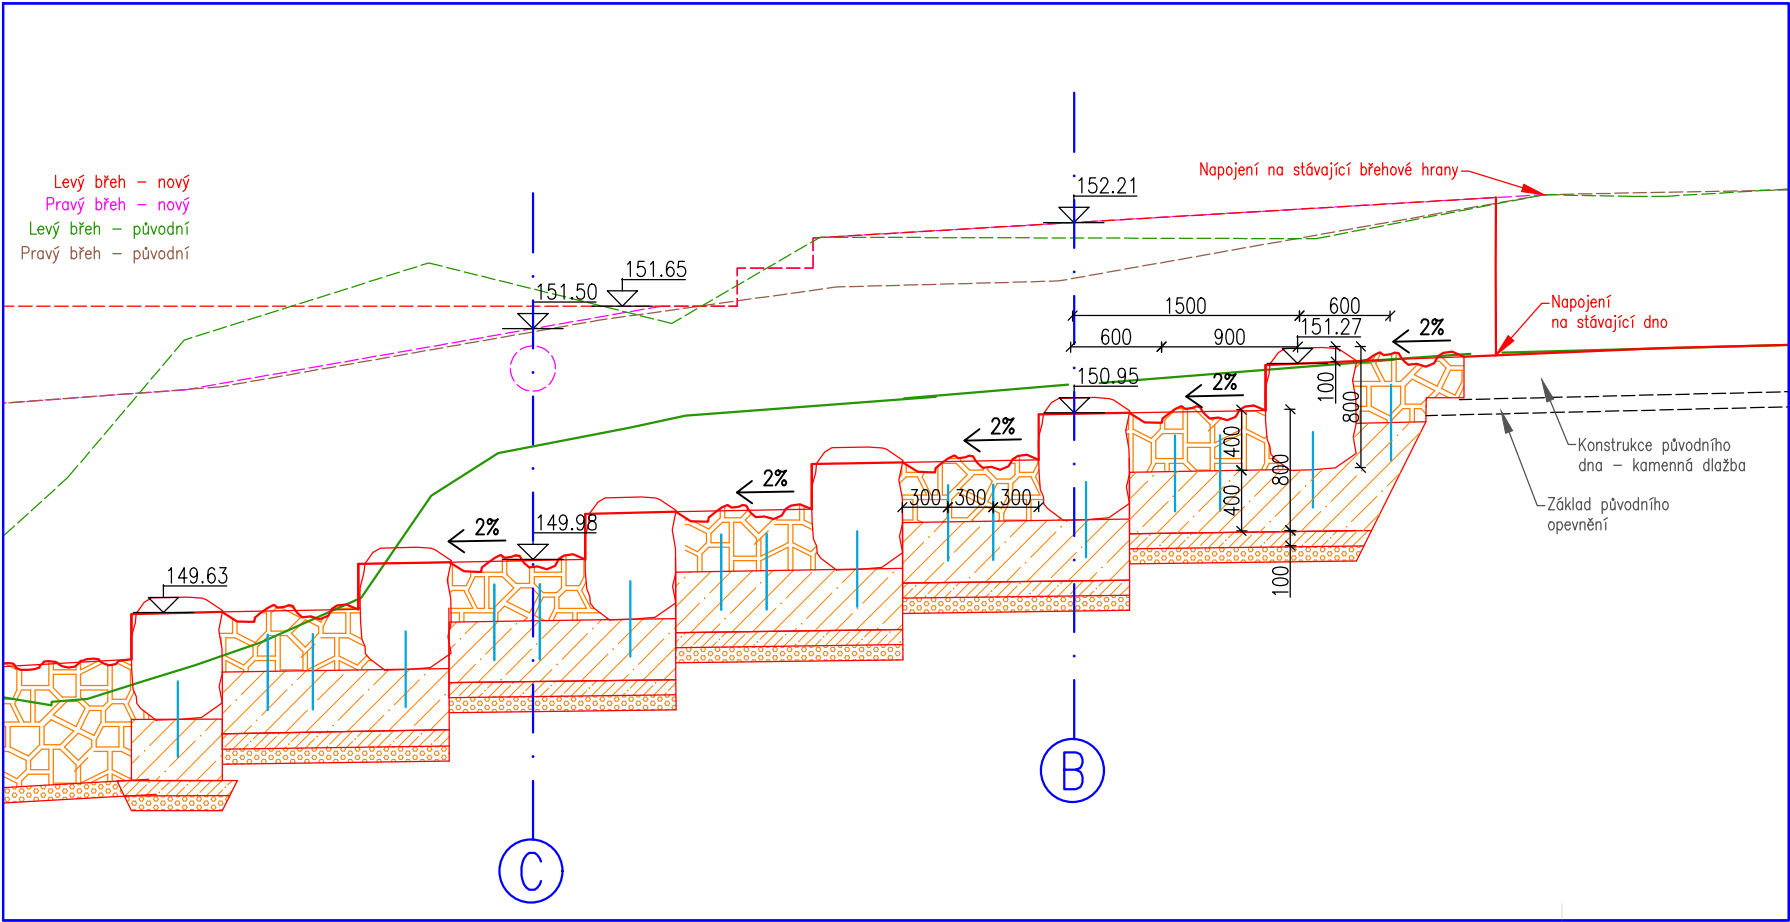 Levý břeh – nový
Pravý břeh – nový
Levý břeh – původní
Pravý břeh – původní
152.21
Napojení na stávající břehové hrany
151.65
151.50
1500
600
Napojení
na stávající dno
600
900
151.27
2%
150.95
2%
100
800
2%
400
800
Konstrukce původního
dna – kamenná dlažba
2%
300
300
300
400
Základ původního
opevnění
2%
149.98
149.63
100
B
C